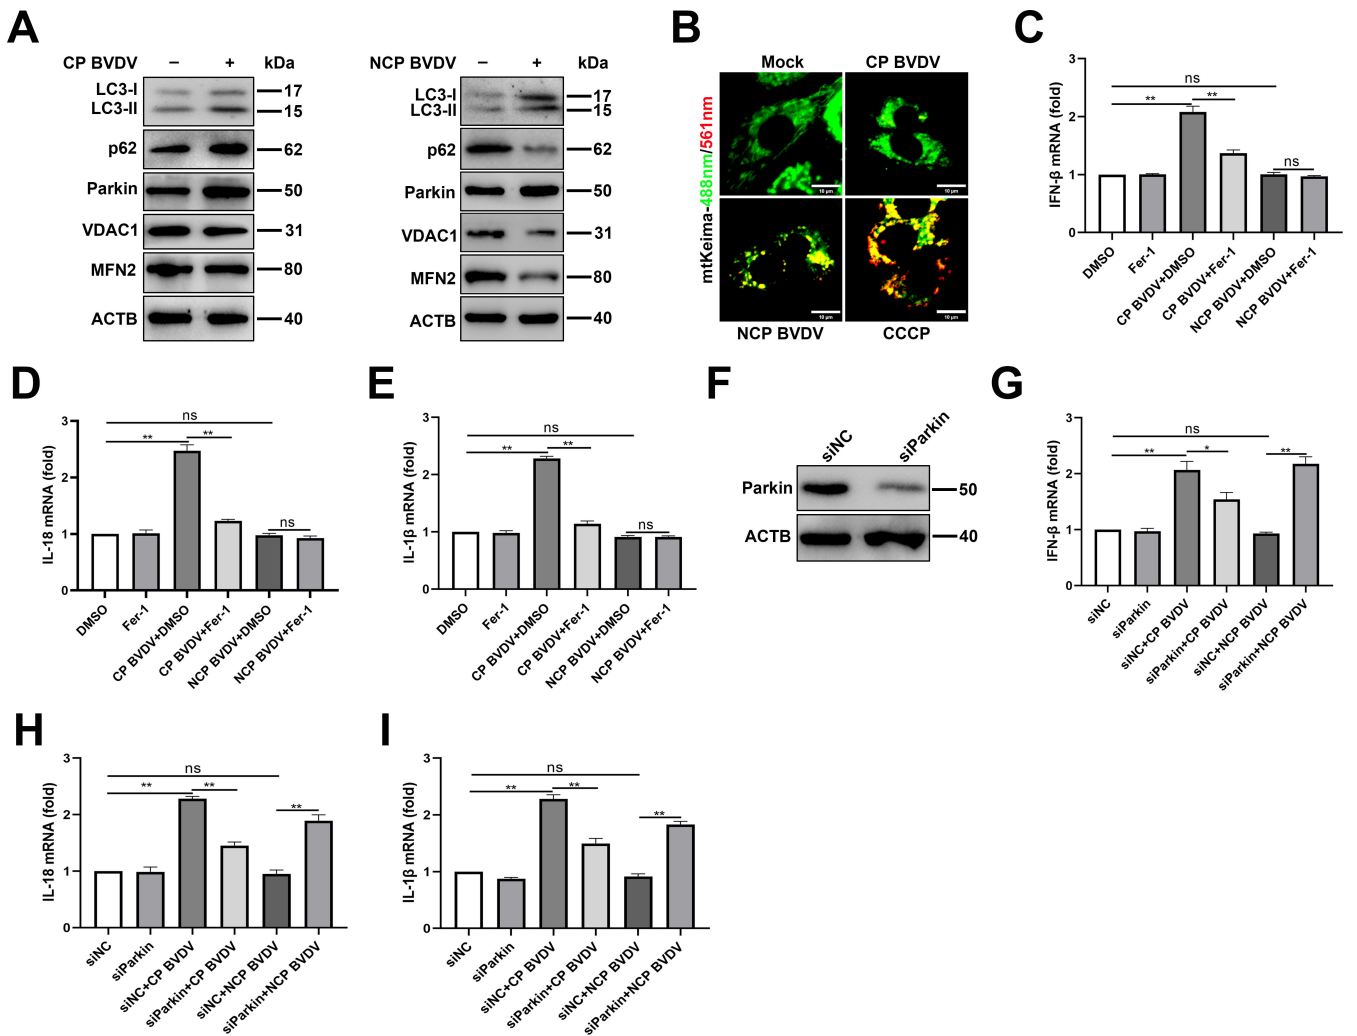 A
CP BVDV − + kDa
LC3-I
LC3-II
17
15
p62
62
Parkin
50
VDAC1
31
MFN2
80
ACTB
40
NCP BVDV − + kDa
LC3-I
LC3-II
17
15
p62
62
Parkin
50
VDAC1
31
MFN2
80
ACTB
40
B
Mock
CP BVDV
mtKeima-488nm/561nm
10 μm
10 μm
10 μm
10 μm
NCP BVDV
CCCP
C
IFN-β mRNA (fold)
3
2
1
0
ns
**
**
ns
DMSO
Fer-1
CP BVDV+DMSO
CP BVDV+Fer-1
NCP BVDV+DMSO
NCP BVDV+Fer-1
D
IL-18 mRNA (fold)
3
2
1
0
ns
**
**
ns
DMSO
Fer-1
CP BVDV+DMSO
CP BVDV+Fer-1
NCP BVDV+DMSO
NCP BVDV+Fer-1
E
IL-1β mRNA (fold)
3
2
1
0
ns
**
**
ns
DMSO
Fer-1
CP BVDV+DMSO
CP BVDV+Fer-1
NCP BVDV+DMSO
NCP BVDV+Fer-1
F
siNC
siParkin
Parkin
50
ACTB
40
G
IFN-β mRNA (fold)
3
2
1
0
ns
**
*
**
siNC
siParkin
siNC+CP BVDV
siParkin+CP BVDV
siNC+NCP BVDV
siParkin+NCP BVDV
H
IL-18 mRNA (fold)
3
2
1
0
ns
**
**
**
siNC
siParkin
siNC+CP BVDV
siParkin+CP BVDV
siNC+NCP BVDV
siParkin+NCP BVDV
I
IL-1β mRNA (fold)
3
2
1
0
ns
**
**
**
siNC
siParkin
siNC+CP BVDV
siParkin+CP BVDV
siNC+NCP BVDV
siParkin+NCP BVDV